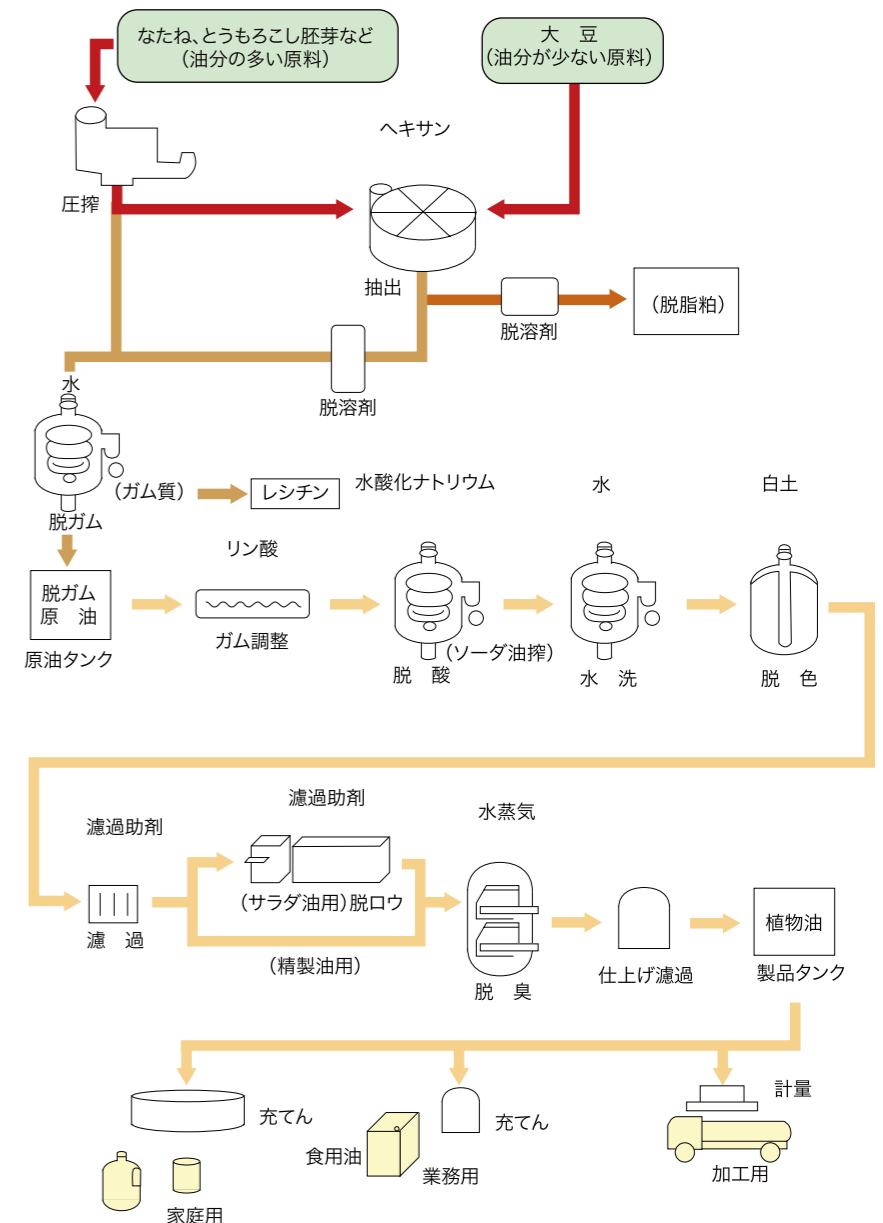 なたね、とうもろこし胚芽など
(油分の多い原料)
大　豆
(油分が少ない原料)
ヘキサン
圧搾
抽出
脱溶剤
(脱脂粕)
脱溶剤
水
(ガム質)
レシチン
脱ガム
水酸化ナトリウム
水
白土
リン酸
脱ガム
原　油
原油タンク
ガム調整
脱　酸
(ソーダ油搾)
水　洗
脱　色
濾過助剤
濾過助剤
水蒸気
濾　過
(サラダ油用)脱ロウ
(精製油用)
脱　臭
仕上げ濾過
植物油
製品タンク
充てん
家庭用
食用油
充てん
業務用
計量
加工用